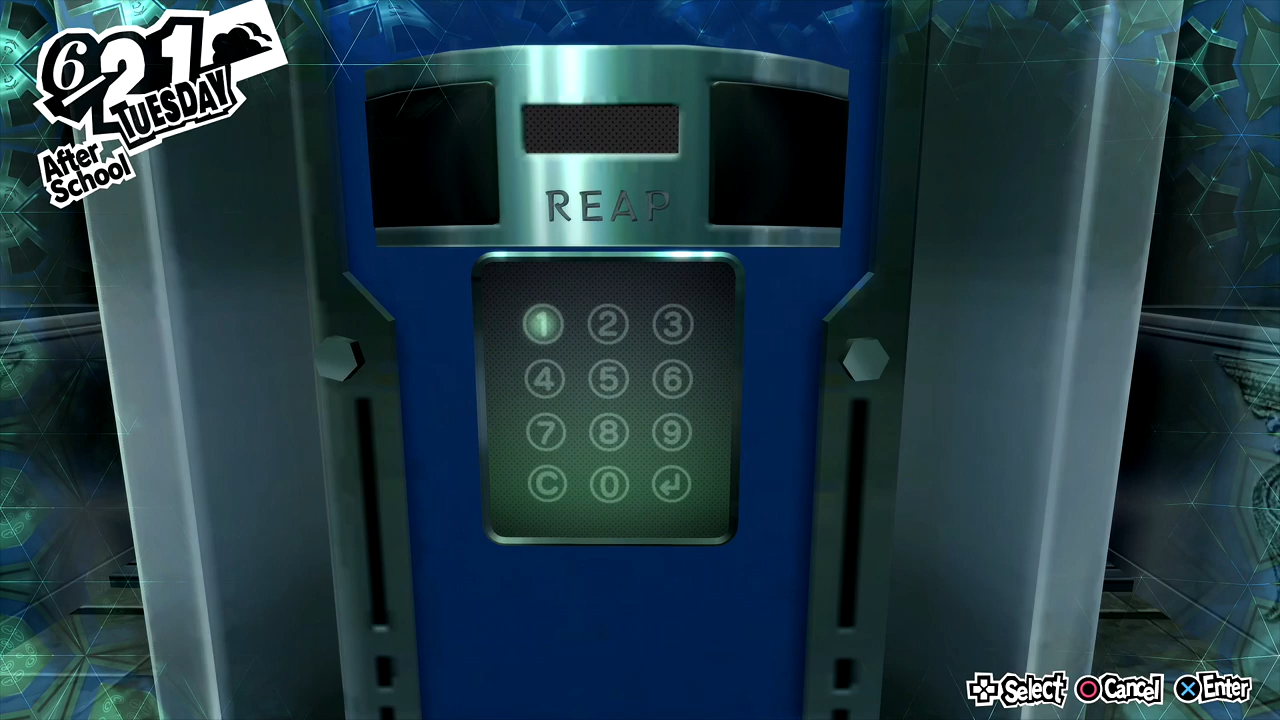 6/21
TUESDAY
After
School
REAP
1 2 3
4 5 6
7 8 9
C 0 ↵
Select Cancel Enter